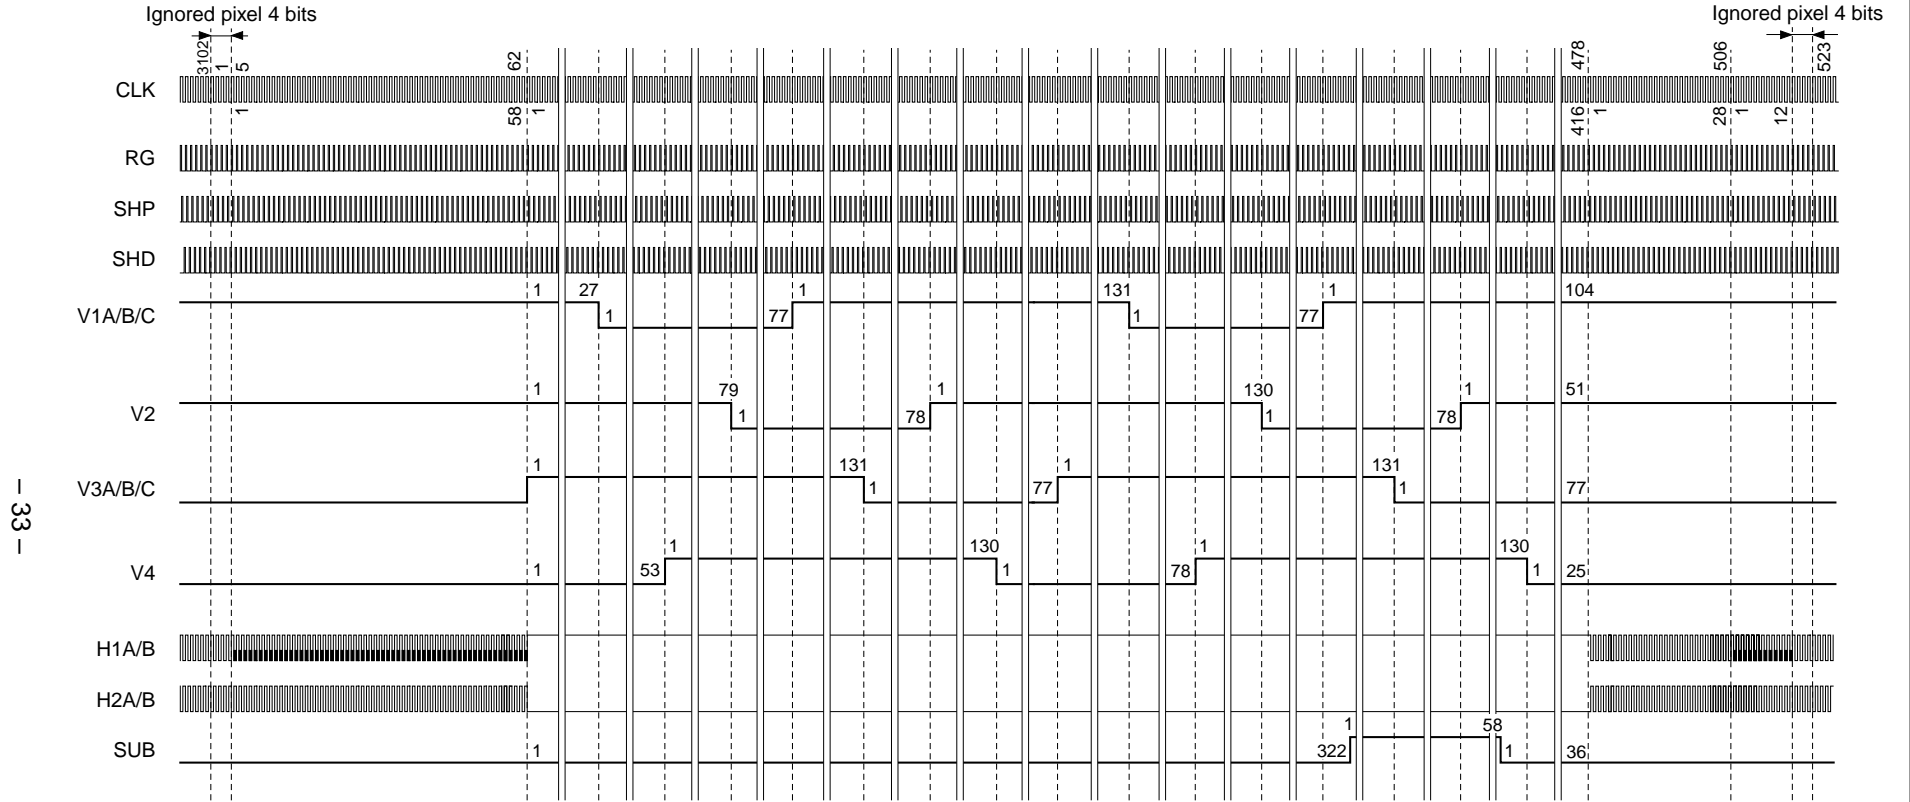 Ignored pixel 4 bits
Ignored pixel 4 bits
3102 1 5 62 478 506 523
CLK
1 58 1 416 1 28 1 12
RG
SHP
SHD
1 27 1 131 1 104
V1A/B/C 1 77 1 77
1 79 1 130 1 51
V2 1 78 1 78
1 131 1 131 77
V3A/B/C 1 77 1
1 130 1 130
V4 1 53 1 78 1 25
H1A/B
H2A/B
1 58
SUB 1 322 1 36
– 33 –